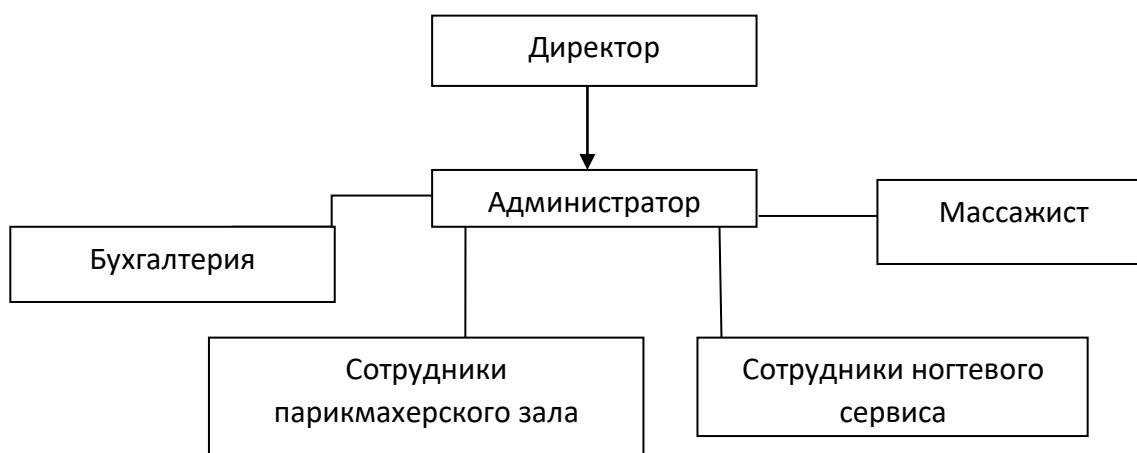 Директор
Администратор
Массажист
Бухгалтерия
Сотрудники
парикмахерского зала
Сотрудники ногтевого
сервиса